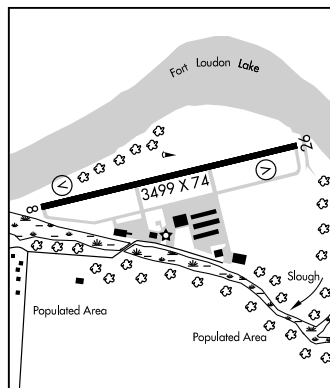 Fort Loudon Lake
26
V
V
3499 X 74
8
Slough
Populated Area
Populated Area